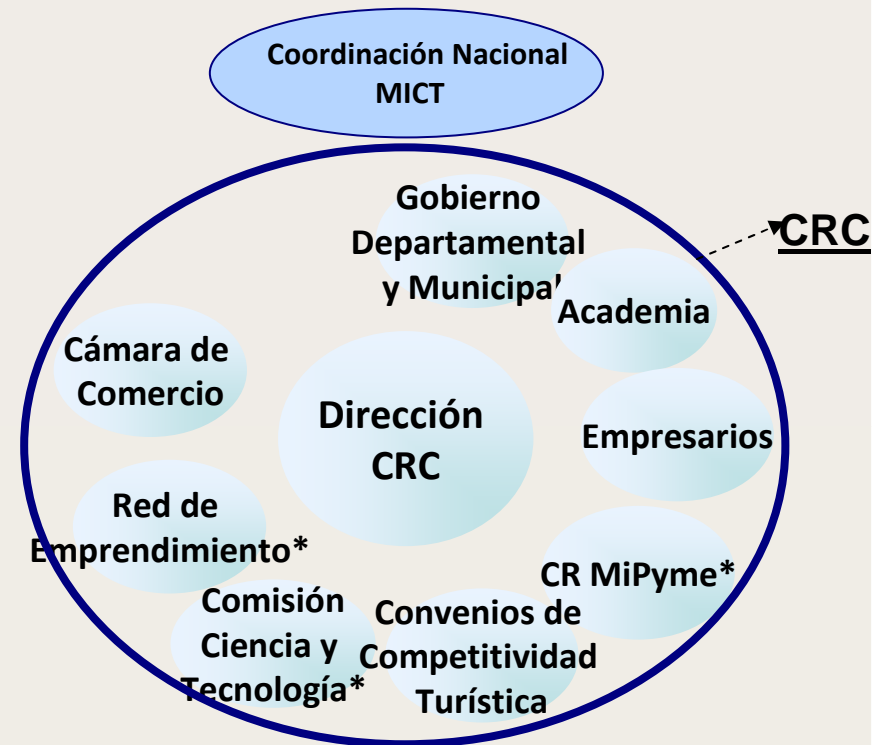 Coordinación Nacional
MICT
Gobierno
Departamental
y Municipal
CRC
Academia
Cámara de
Comercio
Dirección
CRC
Empresarios
Red de
Emprendimiento*
CR MiPyme*
Comisión
Ciencia y
Tecnología*
Convenios de
Competitividad
Turística